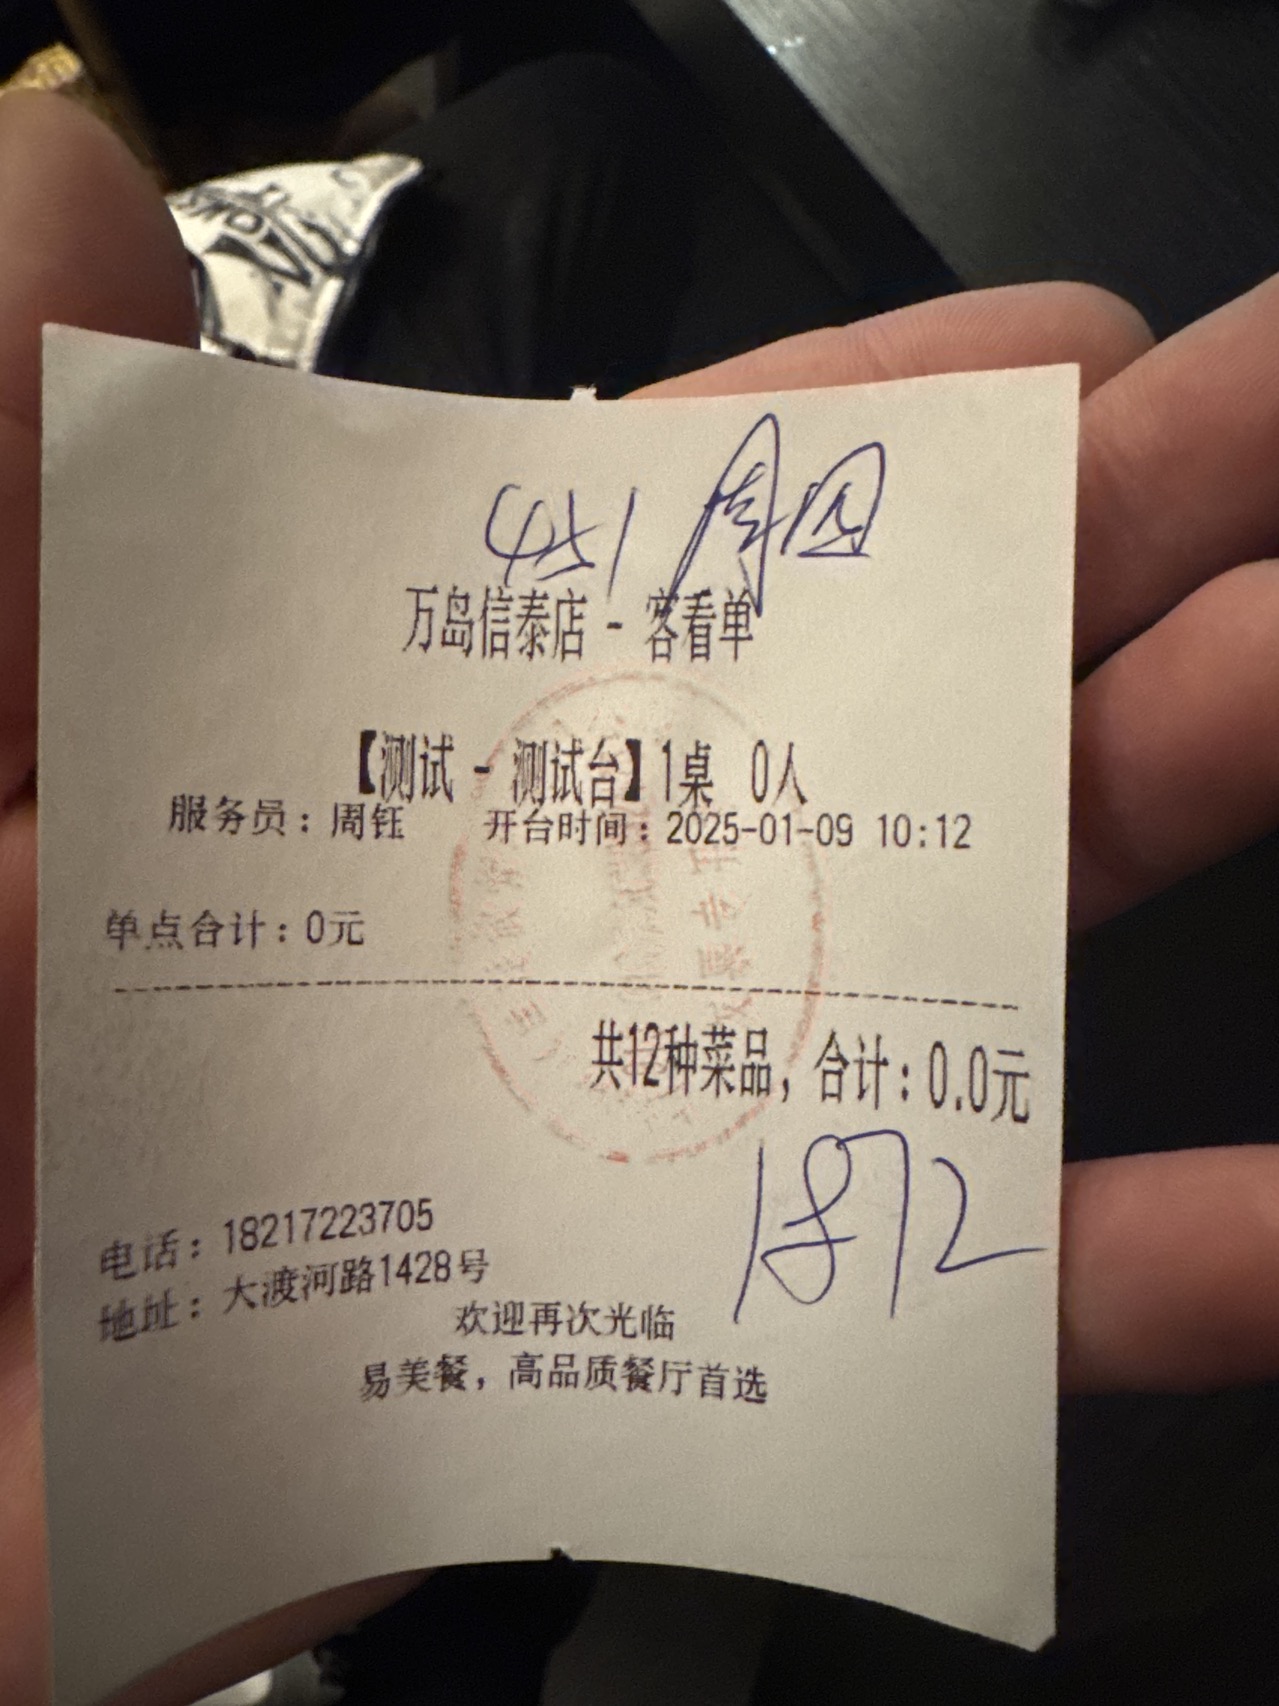 451 周四
万岛信泰店 - 客看单
【测试 - 测试台】1桌 0人
服务员：周钰 开台时间：2025-01-09 10:12
单点合计：0元
共12种菜品，合计：0.0元
1872
电话：18217223705
地址：大渡河路1428号
欢迎再次光临
易美餐，高品质餐厅首选